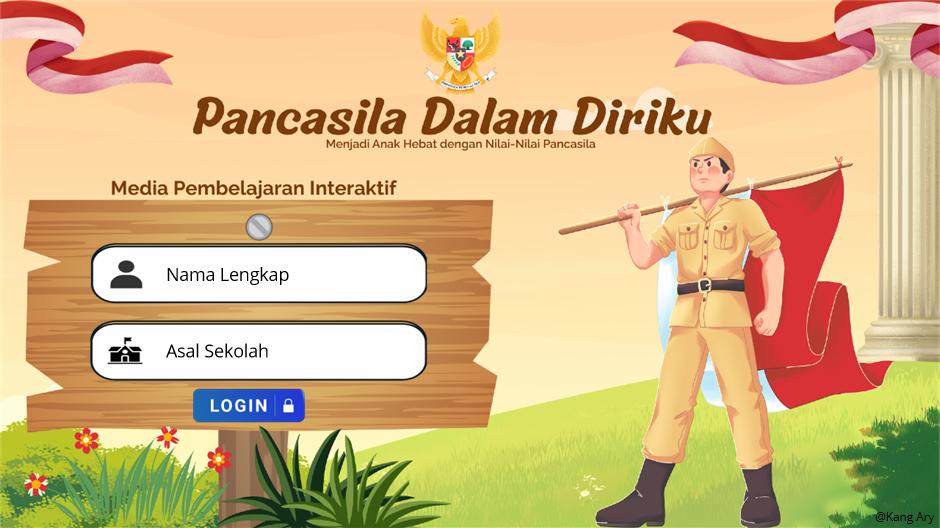 Pancasila Dalam Diriku
Menjadi Anak Hebat dengan Nilai-Nilai Pancasila
Media Pembelajaran Interaktif
Nama Lengkap
Asal Sekolah
LOGIN
@Kang Ary